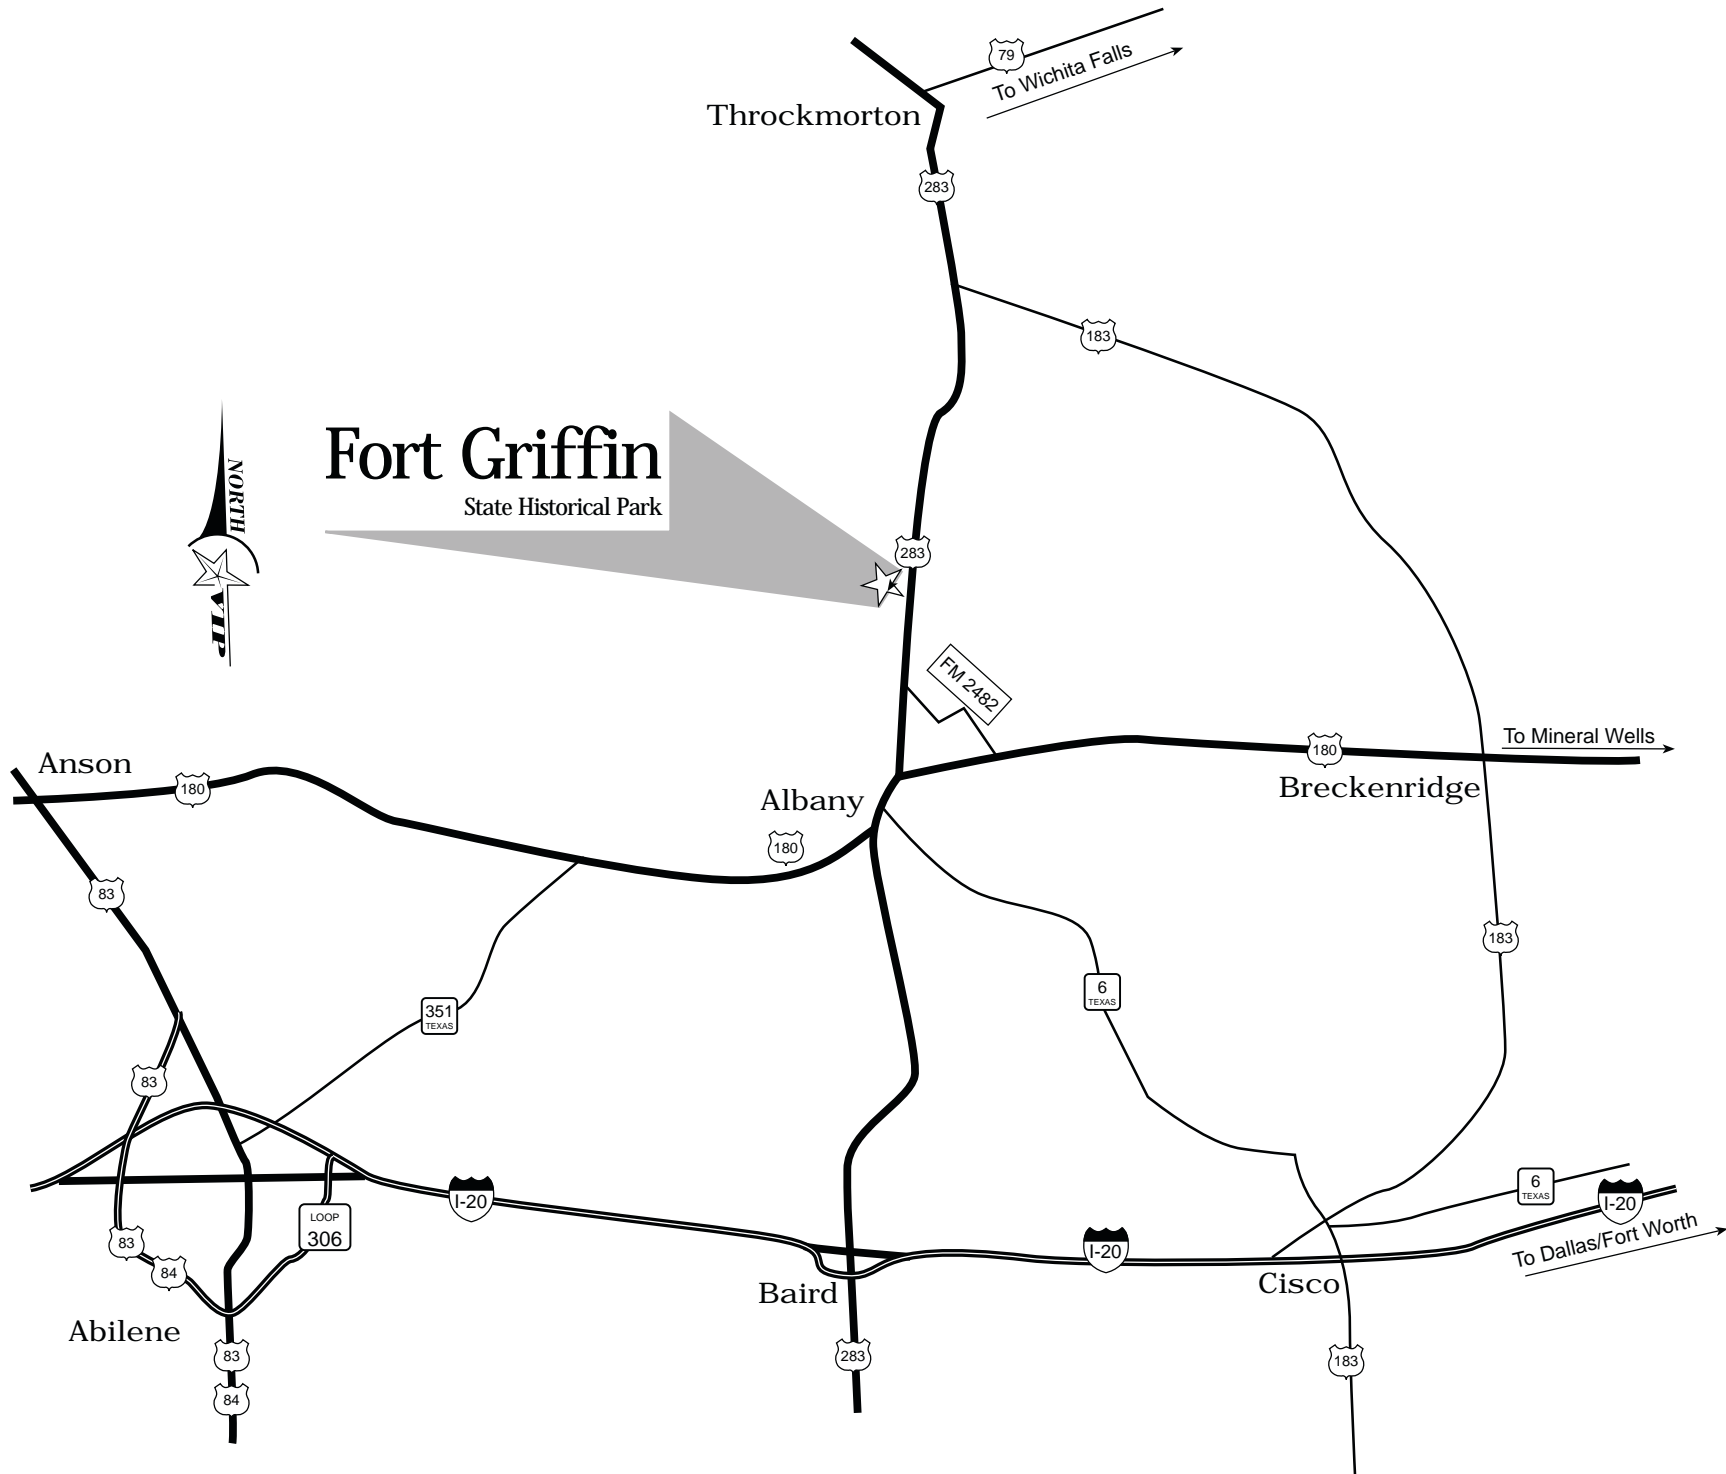 79
To Wichita Falls
Throckmorton
283
183
Fort Griffin
State Historical Park
NORTH
283
FM 2482
To Mineral Wells
180
Breckenridge
Anson
180
Albany
180
83
183
6
TEXAS
351
TEXAS
83
6
TEXAS
I-20
I-20
LOOP
306
To Dallas/Fort Worth
83
I-20
84
Cisco
Baird
Abilene
83
283
183
84